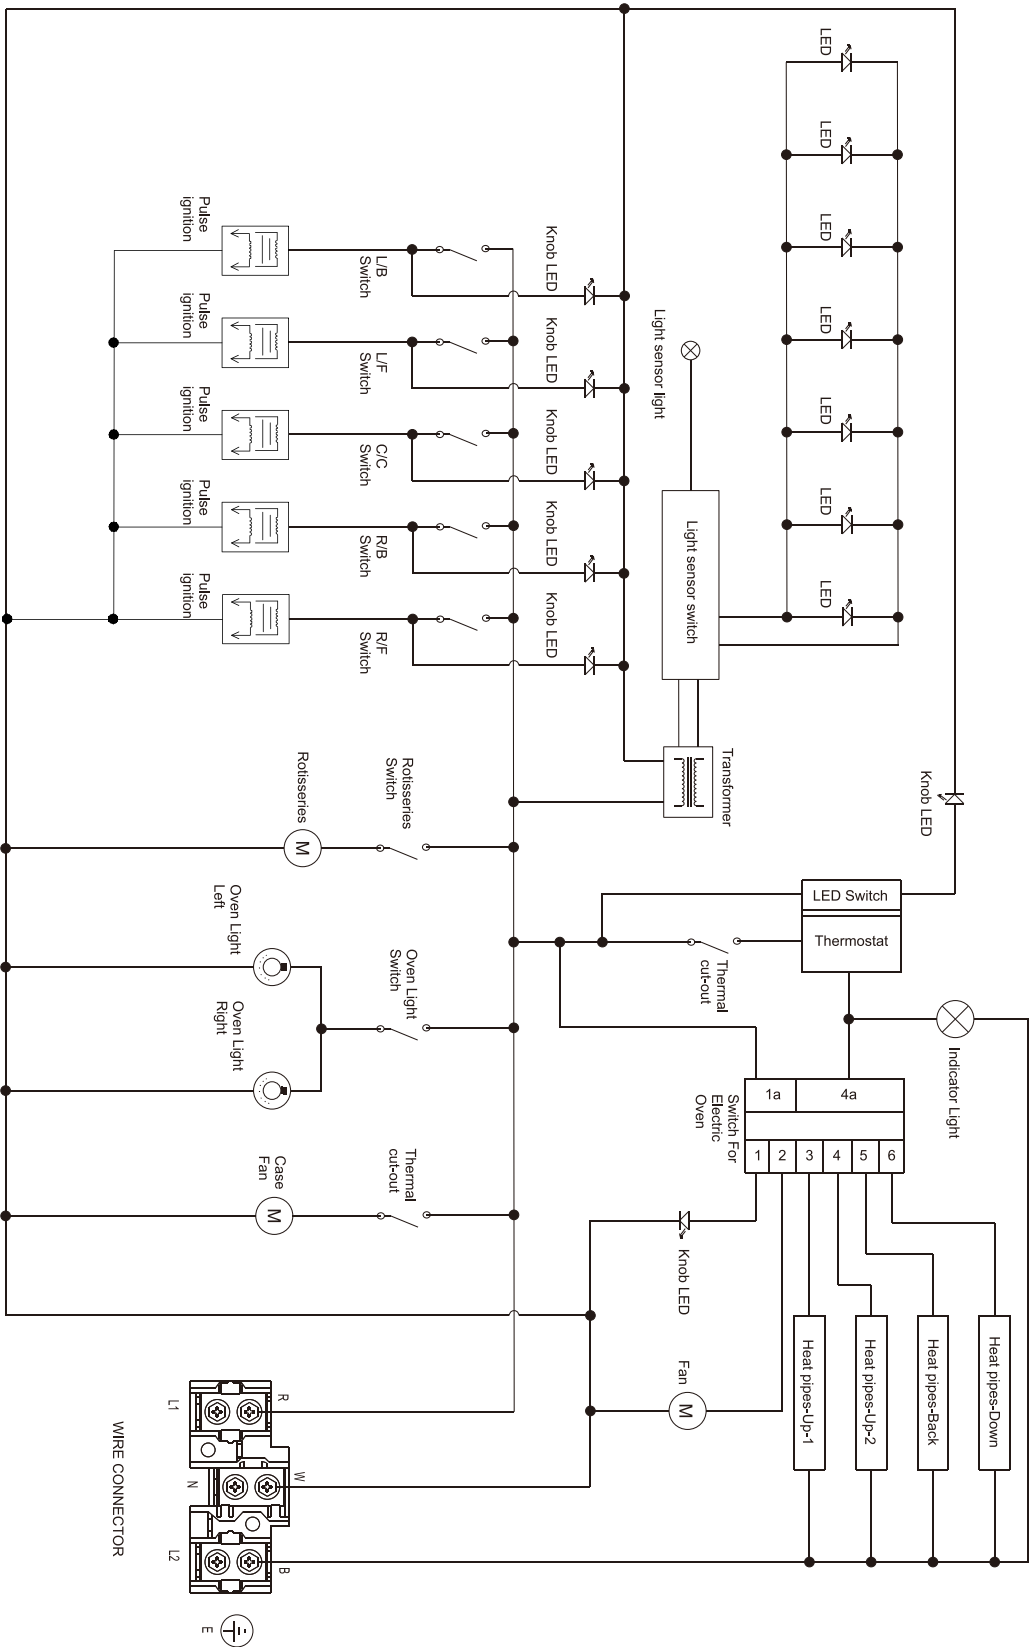 LED
LED
LED
LED
LED
LED
LED
Pulse
ignition
Pulse
ignition
Pulse
ignition
Pulse
ignition
Pulse
ignition
L/B
Switch
L/F
Switch
C/C
Switch
R/B
Switch
R/F
Switch
Knob LED
Knob LED
Knob LED
Knob LED
Knob LED
Light sensor light
Light sensor switch
Transformer
Knob LED
LED Switch
Thermostat
Thermal
cut-out
Indicator Light
Rotisseries
Switch
Rotisseries
M
Oven Light
Switch
Oven Light
Left
Oven Light
Right
Thermal
cut-out
Case
Fan
M
1a
4a
Switch For
Electric
Oven
1
2
3
4
5
6
Knob LED
Fan
M
Heat pipes-Up-1
Heat pipes-Up-2
Heat pipes-Back
Heat pipes-Down
R
L1
W
N
B
L2
E
WIRE CONNECTOR